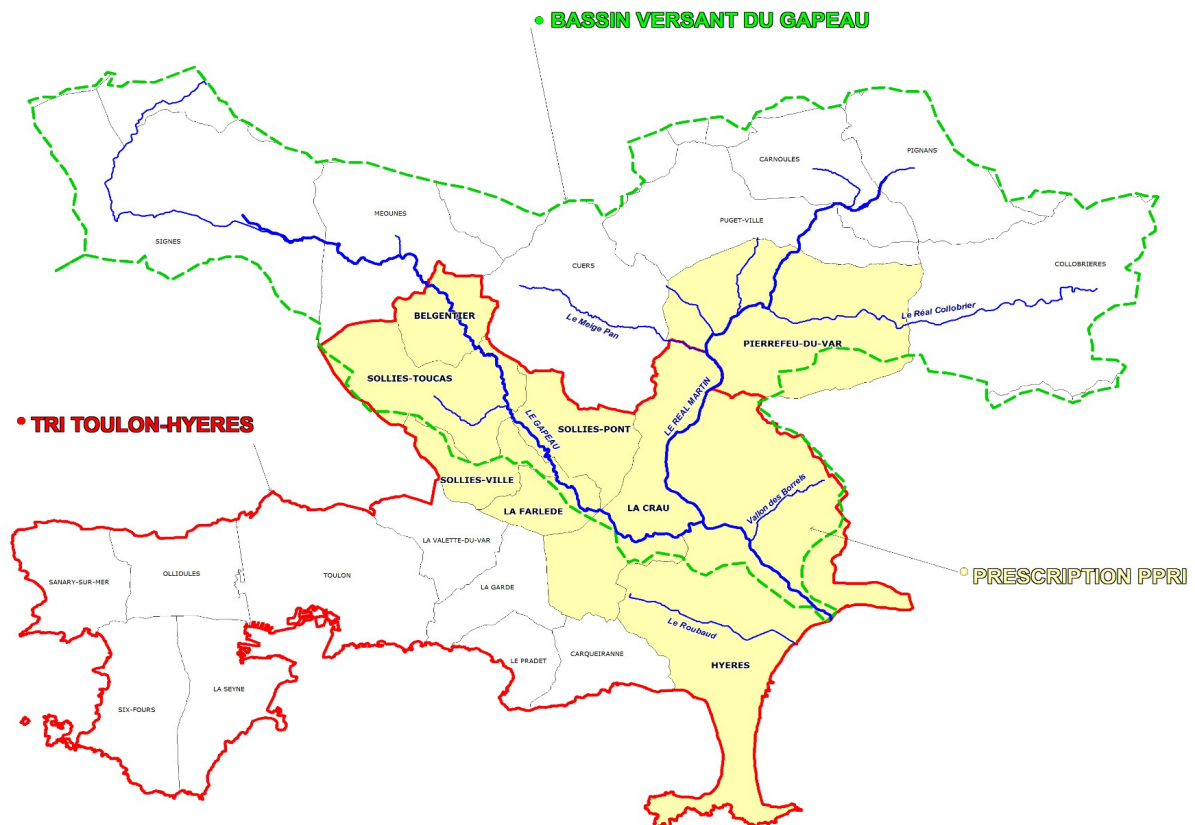 BASSIN VERSANT DU GAPEAU
PIGNANS
CARNOULES
MEOUNES
PUGET-VILLE
SIGNES
CUERS
COLLOBRIERES
Le Réal Collobrier
BELGENTIER
Le Meige Pan
PIERREFEU-DU-VAR
SOLLIES-TOUCAS
LE REAL MARTIN
LE GAPEAU
TRI TOULON-HYERES
SOLLIES-PONT
SOLLIES-VILLE
Vallon des Borrels
LA FARLEDE
LA CRAU
LA VALETTE-DU-VAR
OLLIOULES
TOULON
SANARY-SUR-MER
PRESCRIPTION PPRI
LA GARDE
Le Roubaud
CARQUEIRANNE
LE PRADET
HYERES
LA SEYNE
SIX-FOURS